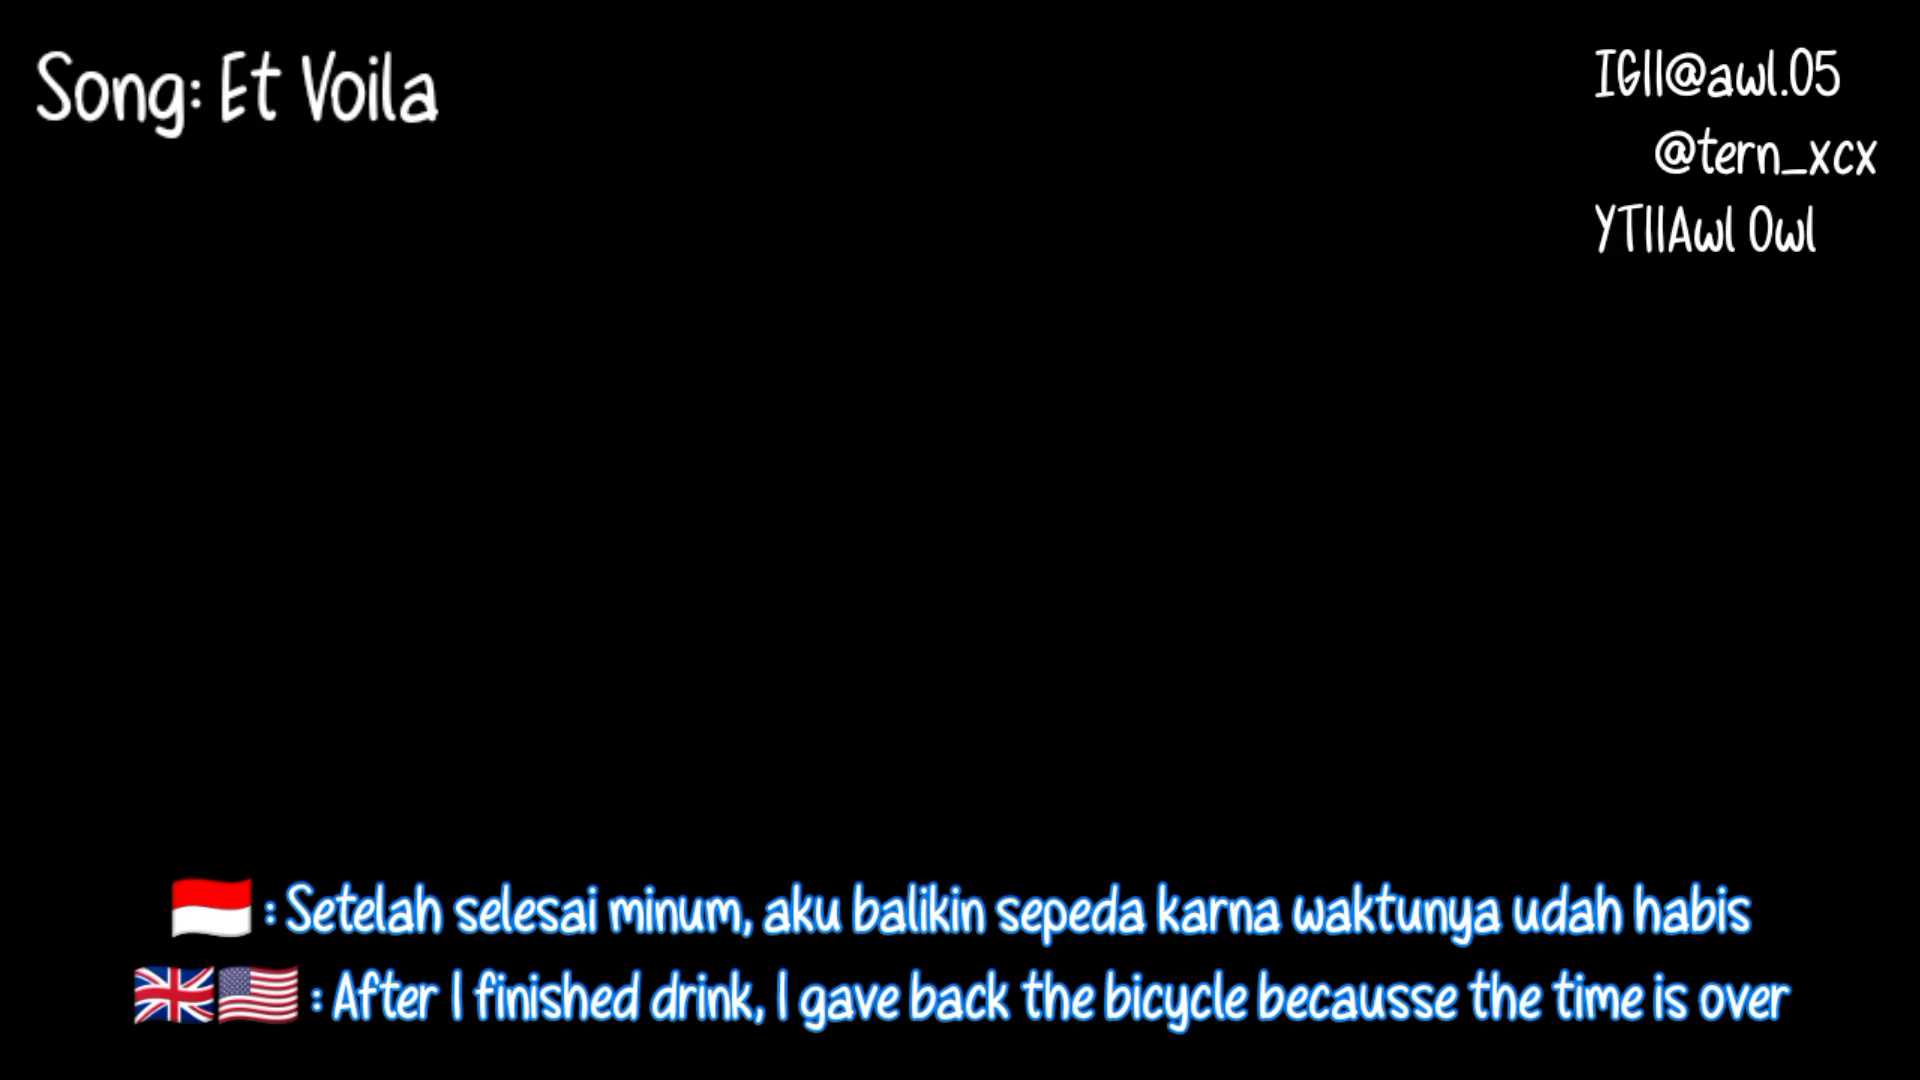 Song: Et Voila
IG||@awl.05
@tern_xcx
YT||Awl Owl
🇮🇩 : Setelah selesai minum, aku balikin sepeda karna waktunya udah habis
🇬🇧🇺🇸 : After I finished drink, I gave back the bicycle becausse the time is over